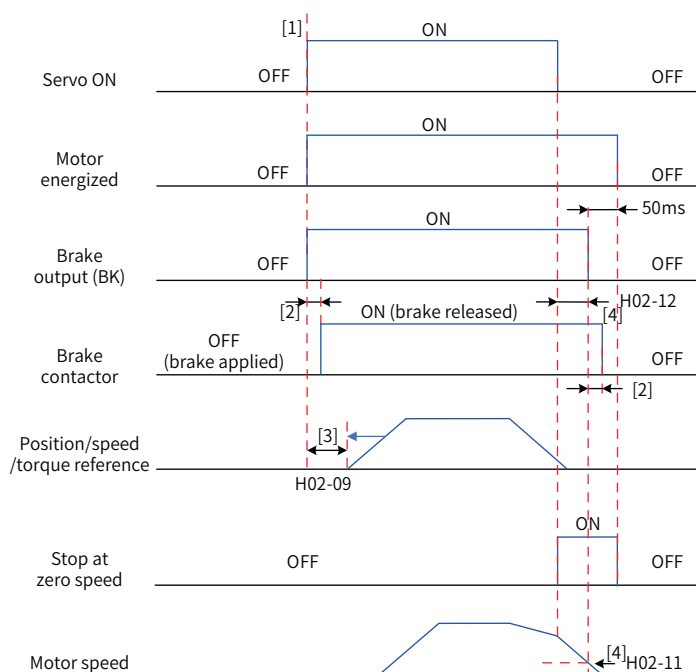 [1]
ON
Servo ON
OFF
OFF
Motor
energized
ON
OFF
OFF
50ms
Brake
output (BK)
ON
OFF
OFF
[2]
H02-12
Brake
contactor
OFF
(brake applied)
ON (brake released)
[4]
OFF
[2]
Position/speed
/torque reference
[3]
H02-09
Stop at
zero speed
OFF
ON
OFF
Motor speed
[4]
H02-11